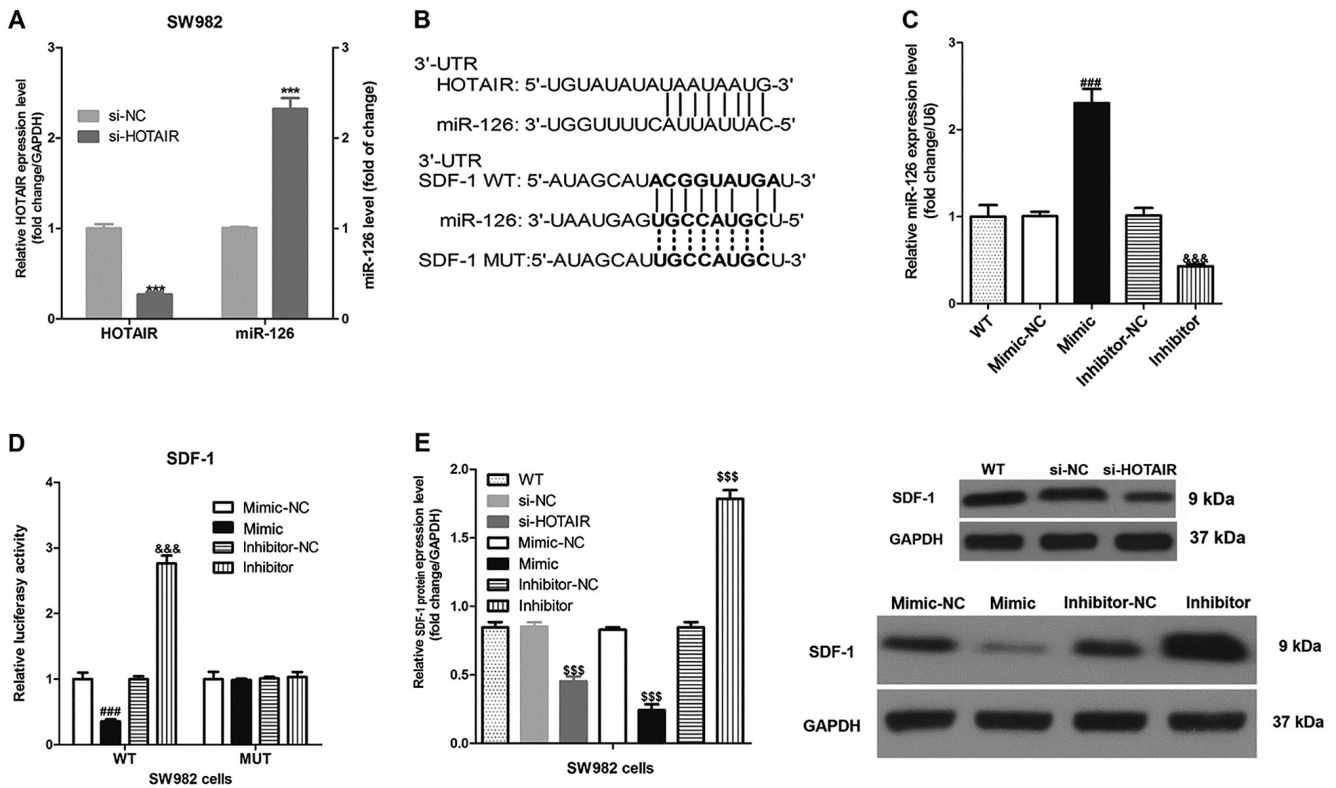 A
SW982
Relative HOTAIR epression level
(fold change/GAPDH)
3
2
1
0
si-NC
si-HOTAIR
***
***
HOTAIR
miR-126
3
2
1
0
miR-126 level (fold of change)
B
3'-UTR
HOTAIR: 5'-UGUAUAUAUAAUAAUG-3'
miR-126: 3'-UGGUUUUCAUUAUUAC-5'
3'-UTR
SDF-1 WT: 5'-AUAGCAUACGGUAUGAU-3'
miR-126: 3'-UAAUGAGUGCCAUGCU-5'
SDF-1 MUT:5'-AUAGCAUUGCCAUGCU-3'
C
Relative miR-126 expression level
(fold change/U6)
3
2
1
0
###
&&&
WT
Mimic-NC
Mimic
Inhibitor-NC
Inhibitor
D
SDF-1
Relative luciferasy activity
4
3
2
1
0
Mimic-NC
Mimic
Inhibitor-NC
Inhibitor
&&&
###
WT
MUT
SW982 cells
E
Relative SDF-1 protein epression level
(fold change/GAPDH)
2.0
1.5
1.0
0.5
0.0
WT
si-NC
si-HOTAIR
Mimic-NC
Mimic
Inhibitor-NC
Inhibitor
$$$
$$$
$$$
SW982 cells
WT si-NC si-HOTAIR
SDF-1 9 kDa
GAPDH 37 kDa
Mimic-NC Mimic Inhibitor-NC Inhibitor
SDF-1 9 kDa
GAPDH 37 kDa